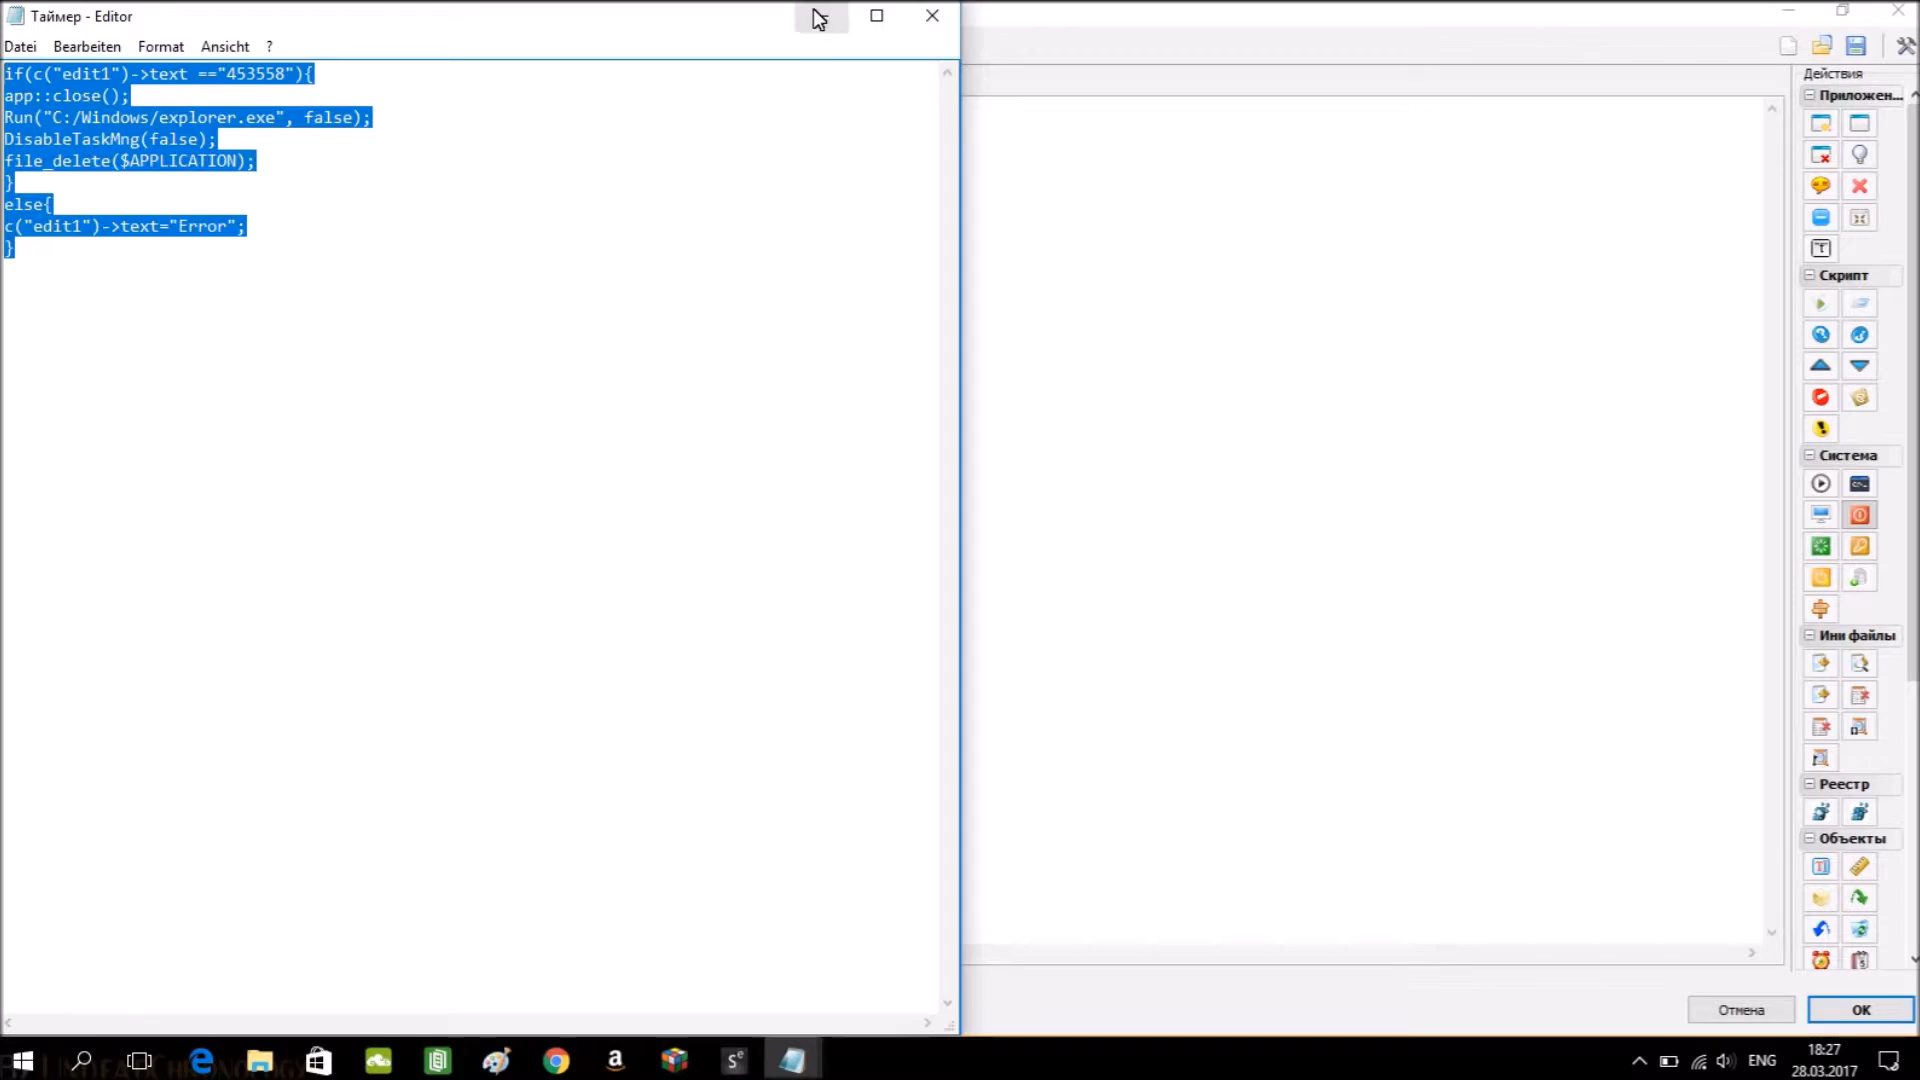 Таймер - Editor
Datei Bearbeiten Format Ansicht ?
if(c("edit1")->text =="453558"){
app::close();
Run("C:/Windows/explorer.exe", false);
DisableTaskMng(false);
file_delete($APPLICATION);
}
else{
c("edit1")->text="Error";
}
Действия
Приложен...
Скрипт
Система
Ини файлы
Реестр
Объекты
Отмена
OK
ENG
18:27
28.03.2017